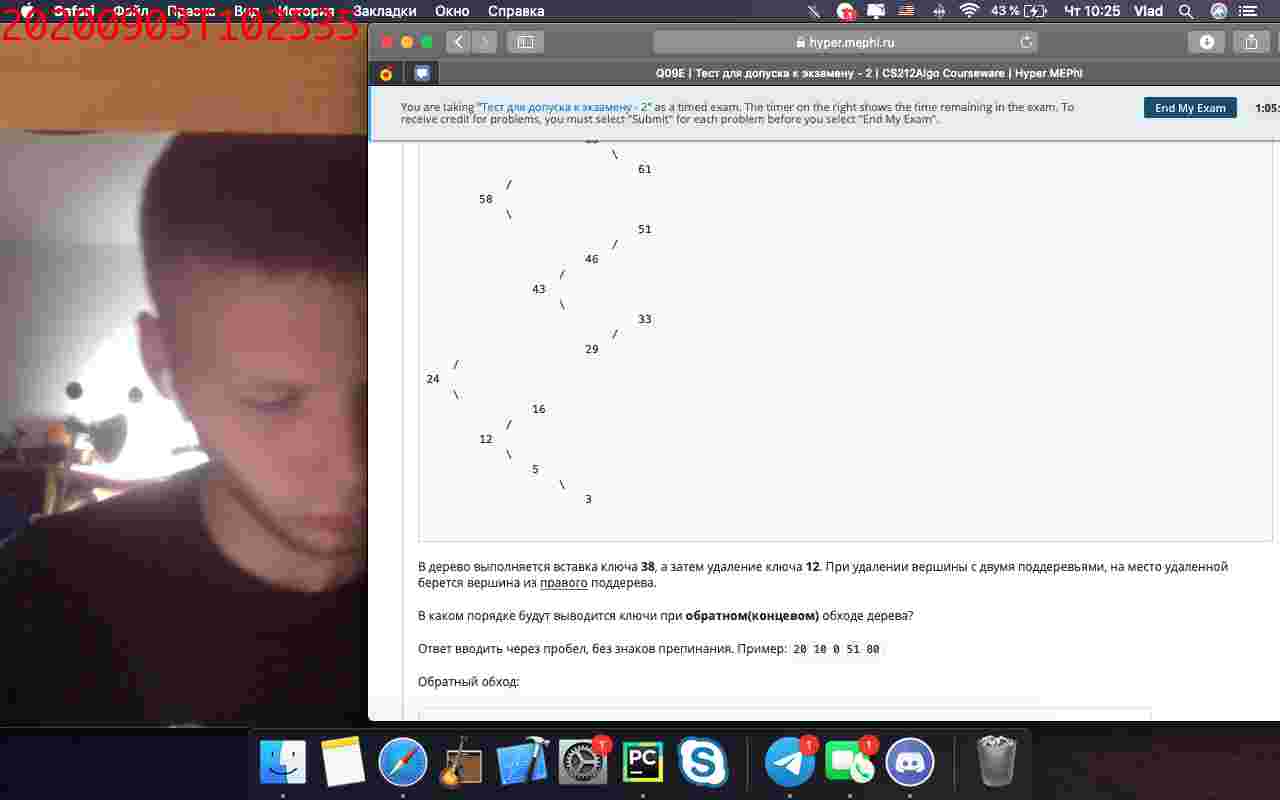 Safari Файл Правка Вид История Закладки Окно Справка 43 % Чт 10:25 Vlad
20200903T102535
hyper.mephi.ru
Q09E | Тест для допуска к экзамену - 2 | CS212Algo Courseware | Hyper.MEPhI
You are taking "Тест для допуска к экзамену - 2" as a timed exam. The timer on the right shows the time remaining in the exam. To
receive credit for problems, you must select "Submit" for each problem before you select "End My Exam".
End My Exam
1:05:
\
61
/
58
\
51
/
46
/
43
\
33
/
29
/
24
\
16
/
12
\
5
\
3
В дерево выполняется вставка ключа 38, а затем удаление ключа 12. При удалении вершины с двумя поддеревьями, на место удаленной
берется вершина из правого поддерева.
В каком порядке будут выводится ключи при обратном(концевом) обходе дерева?
Ответ вводить через пробел, без знаков препинания. Пример: 20 10 0 51 80
Обратный обход:
PC
1
1
1